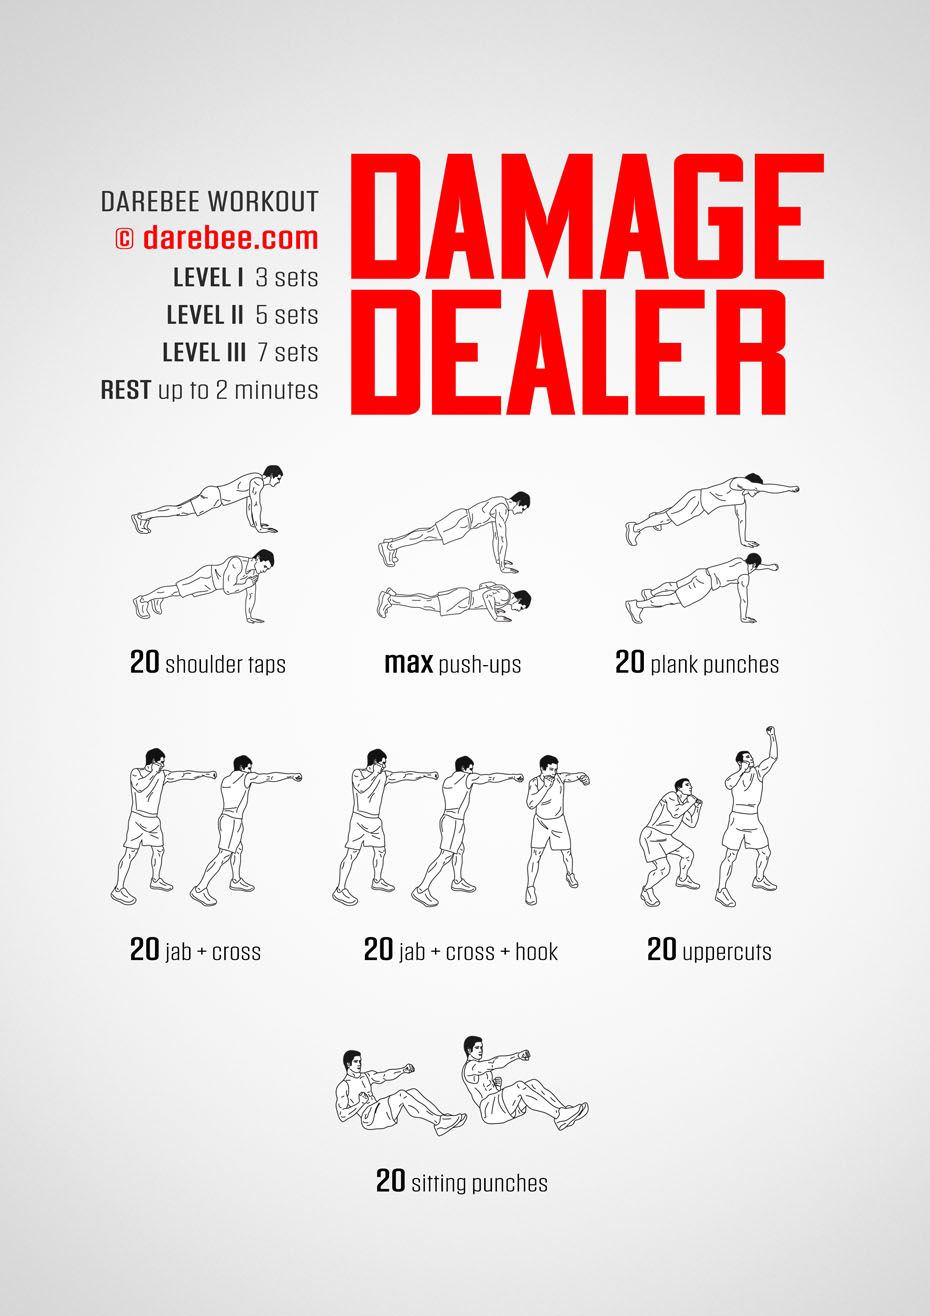 DAREBEE WORKOUT
© darebee.com
LEVEL I 3 sets
LEVEL II 5 sets
LEVEL III 7 sets
REST up to 2 minutes
DAMAGE
DEALER
20 shoulder taps
max push-ups
20 plank punches
20 jab + cross
20 jab + cross + hook
20 uppercuts
20 sitting punches